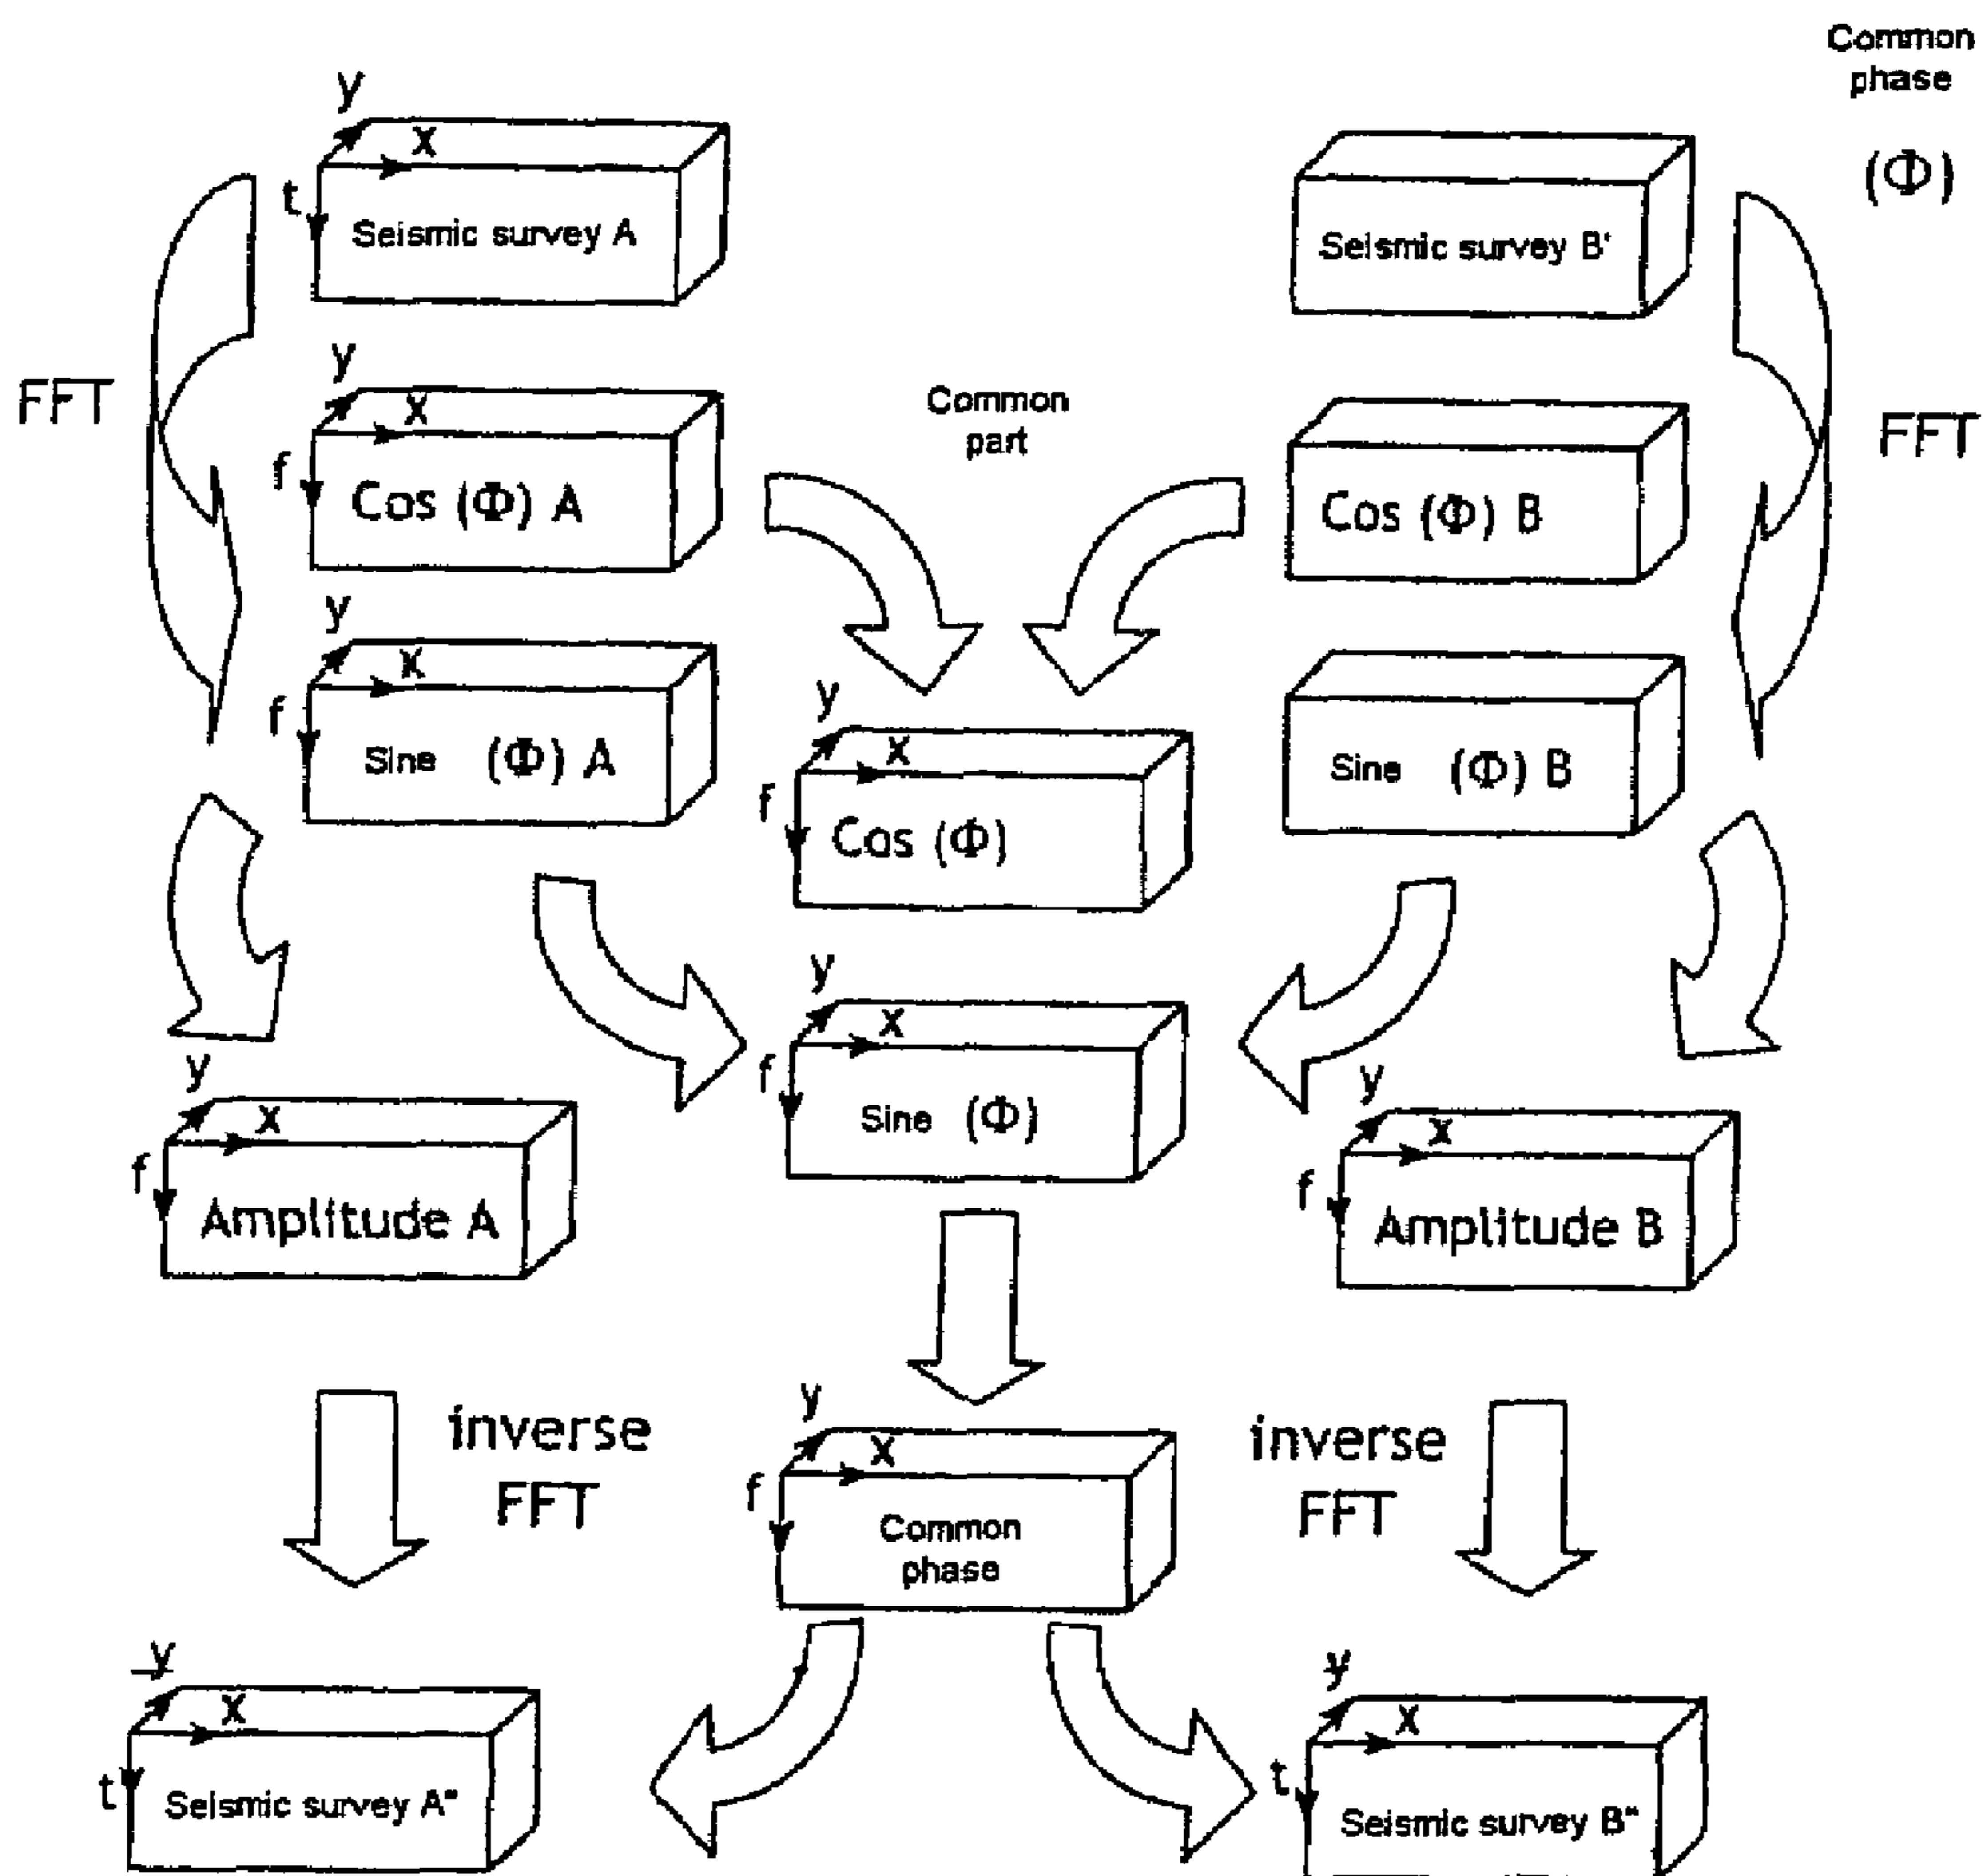 Common
phase
(Φ)
y
x
t
Seismic survey A
Seismic survey B'
FFT
y
x
f
Cos (Φ) A
Common
part
Cos (Φ) B
FFT
y
x
f
Sine (Φ) A
y
x
f
Cos (Φ)
Sine (Φ) B
y
x
f
Sine (Φ)
y
x
f
Amplitude A
y
x
f
Amplitude B
inverse
FFT
y
x
f
Common
phase
inverse
FFT
y
x
t
Seismic survey A"
y
x
t
Seismic survey B"